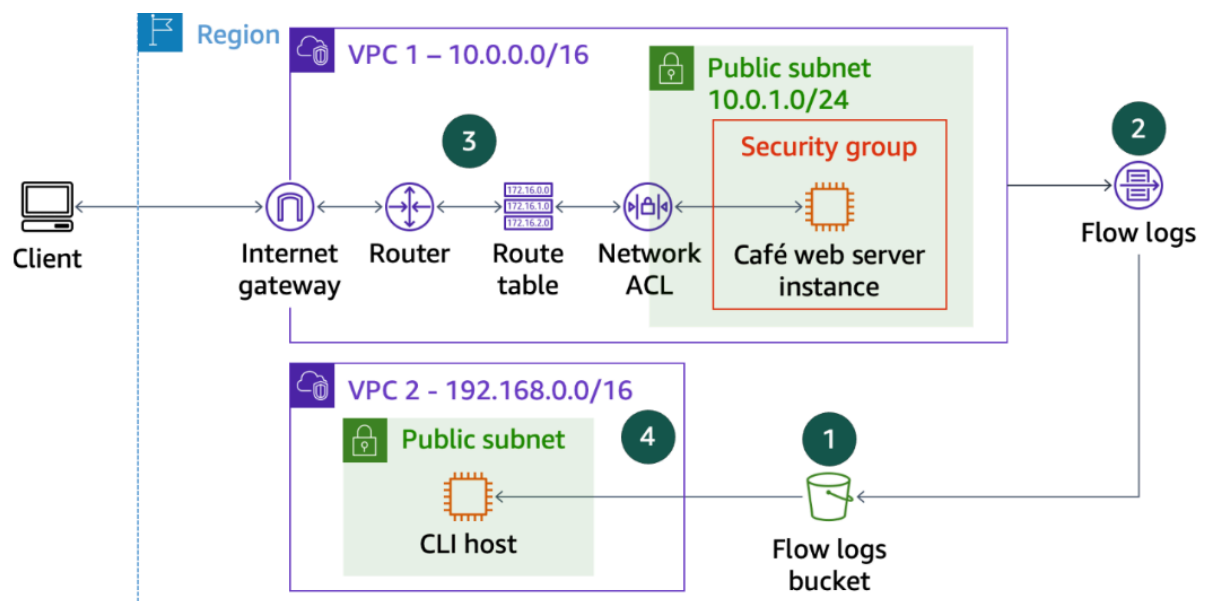 Region
VPC 1 – 10.0.0.0/16
Public subnet
10.0.1.0/24
Security group
3
2
172.16.0.0
172.16.1.0
172.16.2.0
Client
Internet
gateway
Router
Route
table
Network
ACL
Café web server
instance
Flow logs
VPC 2 - 192.168.0.0/16
Public subnet
4
1
CLI host
Flow logs
bucket